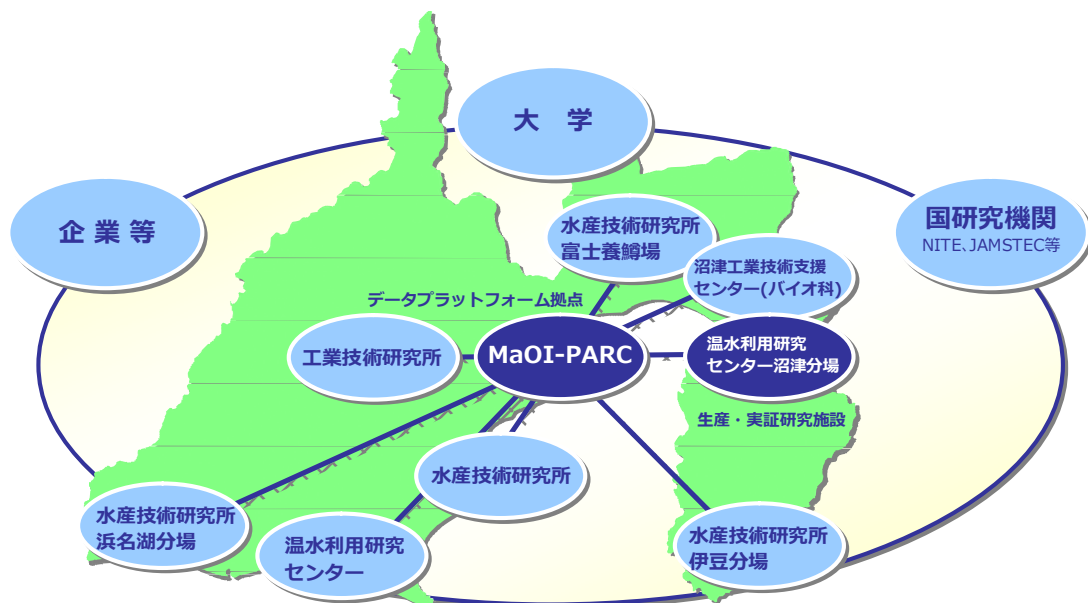 大　学
企 業 等
国研究機関
NITE、JAMSTEC等
水産技術研究所
富士養鱒場
沼津工業技術支援
センター(バイオ科)
データプラットフォーム拠点
工業技術研究所
MaOI-PARC
温水利用研究
センター沼津分場
生産・実証研究施設
水産技術研究所
水産技術研究所
浜名湖分場
温水利用研究
センター
水産技術研究所
伊豆分場